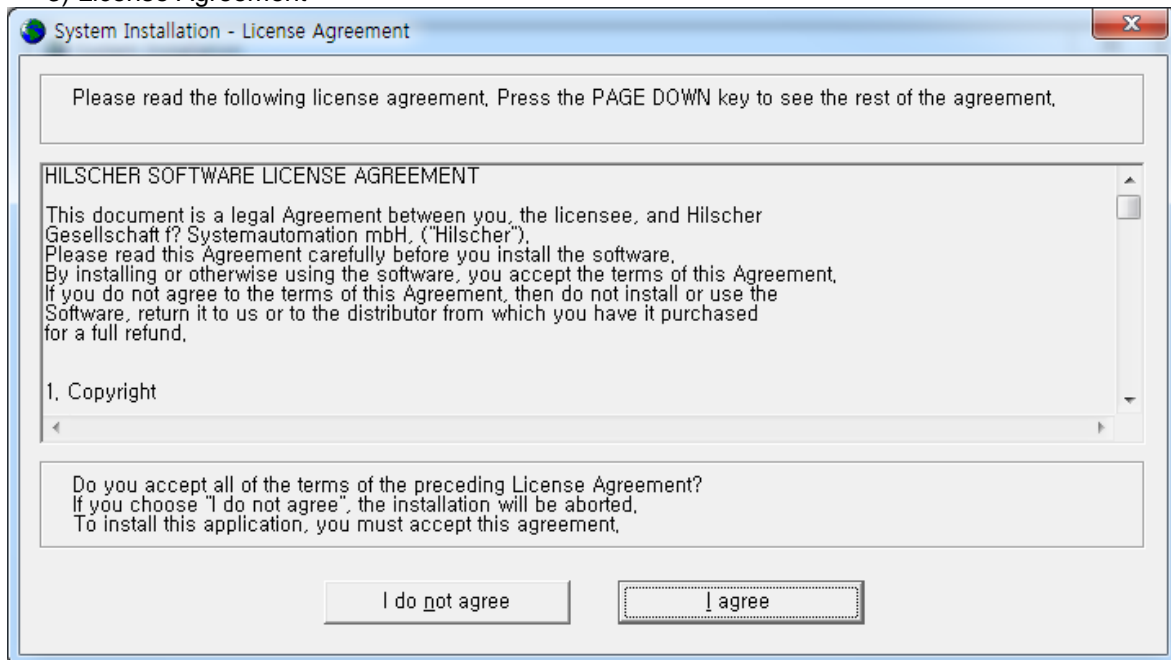 License Agreement
System Installation - License Agreement
X
Please read the following license agreement, Press the PAGE DOWN key to see the rest of the agreement,
HILSCHER SOFTWARE LICENSE AGREEMENT
This document is a legal Agreement between you, the licensee, and Hilscher
Gesellschaft f? Systemautomation mbH, ("Hilscher"),
Please read this Agreement carefully before you install the software,
By installing or otherwise using the software, you accept the terms of this Agreement,
If you do not agree to the terms of this Agreement, then do not install or use the
Software, return it to us or to the distributor from which you have it purchased
for a full refund,
1, Copyright
Do you accept all of the terms of the preceding License Agreement?
If you choose "I do not agree", the installation will be aborted,
To install this application, you must accept this agreement,
I do not agree
I agree